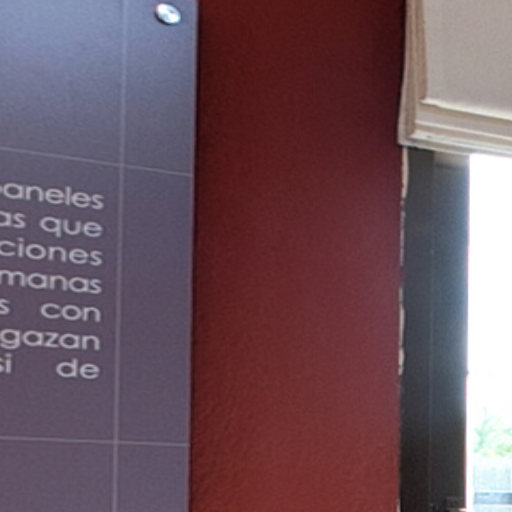 paneles
as que
ciones
manas
s con
gazan
si de